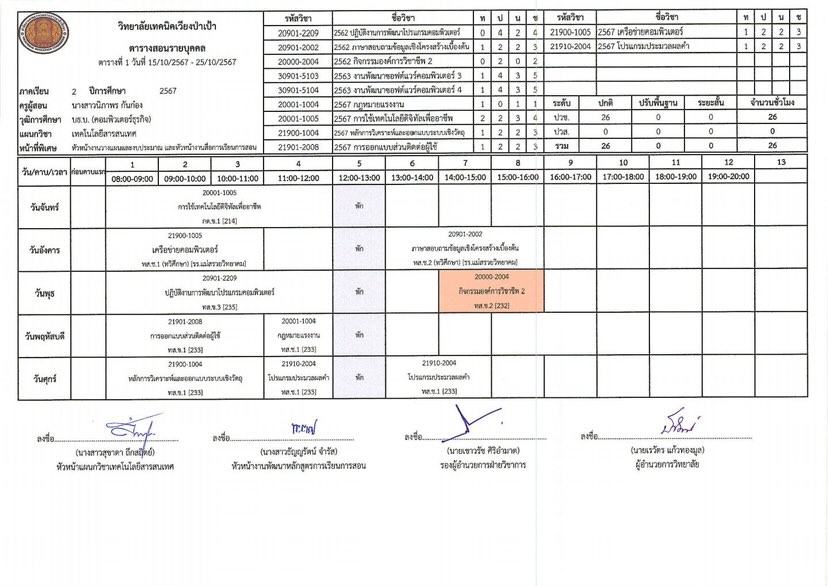 วิทยาลัยเทคนิคเวียงป่าเป้า
ตารางสอนรายบุคคล
ตารางที่ 1 วันที่ 15/10/2567 - 25/10/2567
ภาคเรียน 2 ปีการศึกษา 2567
ครูผู้สอน นางสาวนิภาพร กันก๋อง
วุฒิการศึกษา บธ.บ. (คอมพิวเตอร์ธุรกิจ)
แผนกวิชา เทคโนโลยีสารสนเทศ
หน้าที่พิเศษ หัวหน้างานวางแผนและงบประมาณ และหัวหน้างานสื่อการเรียนการสอน
รหัสวิชา ชื่อวิชา ท ป น ช
20901-2209 2562 ปฏิบัติงานการพัฒนาโปรแกรมคอมพิวเตอร์ 0 4 2 4
20901-2002 2562 ภาษาสอบถามข้อมูลเชิงโครงสร้างเบื้องต้น 1 2 2 3
20000-2004 2562 กิจกรรมองค์การวิชาชีพ 2 0 2 0 2
30901-5103 2563 งานพัฒนาซอฟต์แวร์คอมพิวเตอร์ 3 1 4 3 5
30901-5104 2563 งานพัฒนาซอฟต์แวร์คอมพิวเตอร์ 4 1 4 3 5
20001-1004 2567 กฎหมายแรงงาน 1 0 1 1
20001-1005 2567 การใช้เทคโนโลยีดิจิทัลเพื่ออาชีพ 2 2 3 4
21900-1004 2567 หลักการวิเคราะห์และออกแบบระบบเชิงวัตถุ 1 2 2 3
21901-2008 2567 การออกแบบส่วนติดต่อผู้ใช้ 1 2 2 3
รหัสวิชา ชื่อวิชา ท ป น ช
21900-1005 2567 เครือข่ายคอมพิวเตอร์ 1 2 2 3
21910-2004 2567 โปรแกรมประมวลผลคำ 1 2 2 3
ระดับ ปกติ ปรับพื้นฐาน ระยะสั้น จำนวนชั่วโมง
ปวช. 26 0 0 26
ปวส. 0 0 0 0
รวม 26 0 0 26
วัน/คาบ/เวลา ก่อนคาบแรก 1 2 3 4 5 6 7 8 9 10 11 12 13
08:00-09:00 09:00-10:00 10:00-11:00 11:00-12:00 12:00-13:00 13:00-14:00 14:00-15:00 15:00-16:00 16:00-17:00 17:00-18:00 18:00-19:00 19:00-20:00
วันจันทร์
20001-1005
การใช้เทคโนโลยีดิจิทัลเพื่ออาชีพ
กต.ช.1 [214]
พัก
วันอังคาร
21900-1005
เครือข่ายคอมพิวเตอร์
ทส.ช.1 (ทวิศึกษา) [รร.แม่สรวยวิทยาคม]
พัก
20901-2002
ภาษาสอบถามข้อมูลเชิงโครงสร้างเบื้องต้น
ทส.ช.2 (ทวิศึกษา) [รร.แม่สรวยวิทยาคม]
วันพุธ
20901-2209
ปฏิบัติงานการพัฒนาโปรแกรมคอมพิวเตอร์
ทส.ช.3 [235]
พัก
20000-2004
กิจกรรมองค์การวิชาชีพ 2
ทส.ช.2 [232]
วันพฤหัสบดี
21901-2008
การออกแบบส่วนติดต่อผู้ใช้
ทส.ช.1 [233]
20001-1004
กฎหมายแรงงาน
ทส.ช.1 [233]
พัก
วันศุกร์
21900-1004
หลักการวิเคราะห์และออกแบบระบบเชิงวัตถุ
ทส.ช.1 [233]
21910-2004
โปรแกรมประมวลผลคำ
ทส.ช.1 [233]
พัก
21910-2004
โปรแกรมประมวลผลคำ
ทส.ช.1 [233]
ลงชื่อ ลงชื่อ ลงชื่อ ลงชื่อ
(นางสาวสุชาดา ลึกสฤิตย์) (นางสาวธัญญรัตน์ จำรัส) (นายเชาวรัช ศิริอำมาต) (นายเรวัตร แก้วทองมูล)
หัวหน้าแผนกวิชาเทคโนโลยีสารสนเทศ หัวหน้างานพัฒนาหลักสูตรการเรียนการสอน รองผู้อำนวยการฝ่ายวิชาการ ผู้อำนวยการวิทยาลัย